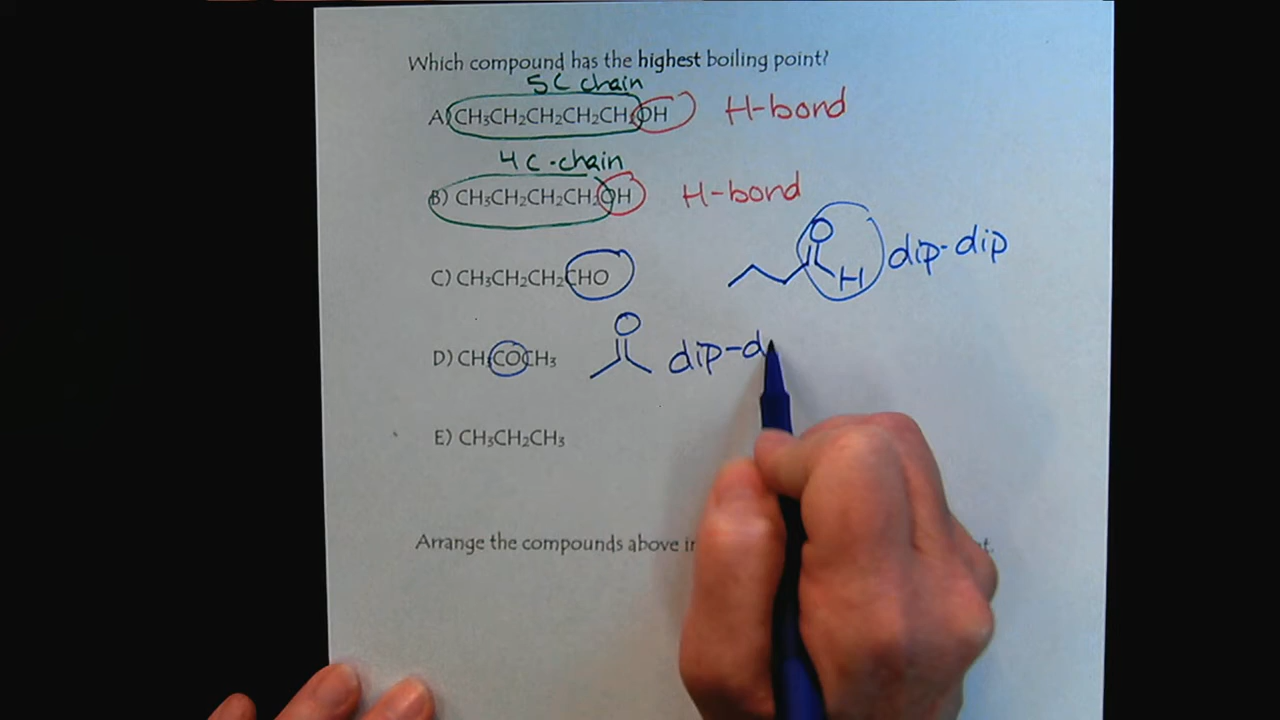 Which compound has the highest boiling point?
5C chain
A) CH₃CH₂CH₂CH₂CH₂OH H-bond
4C-chain
B) CH₃CH₂CH₂CH₂OH H-bond
C) CH₃CH₂CH₂CHO O H dip-dip
D) CH₃COCH₃ O dip-d
E) CH₃CH₂CH₃
Arrange the compounds above